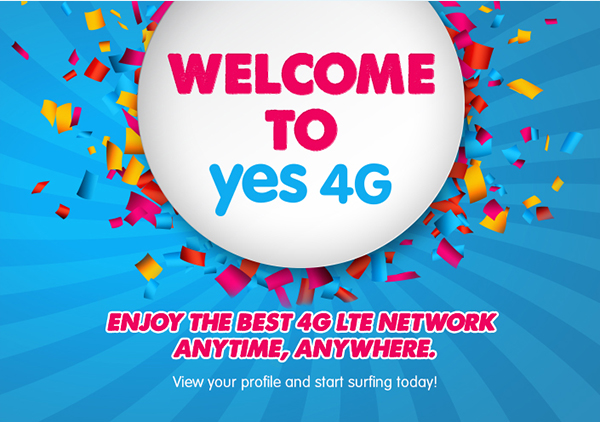 WELCOME
TO
yes 4G
ENJOY THE BEST 4G LTE NETWORK
ANYTIME, ANYWHERE.
View your profile and start surfing today!